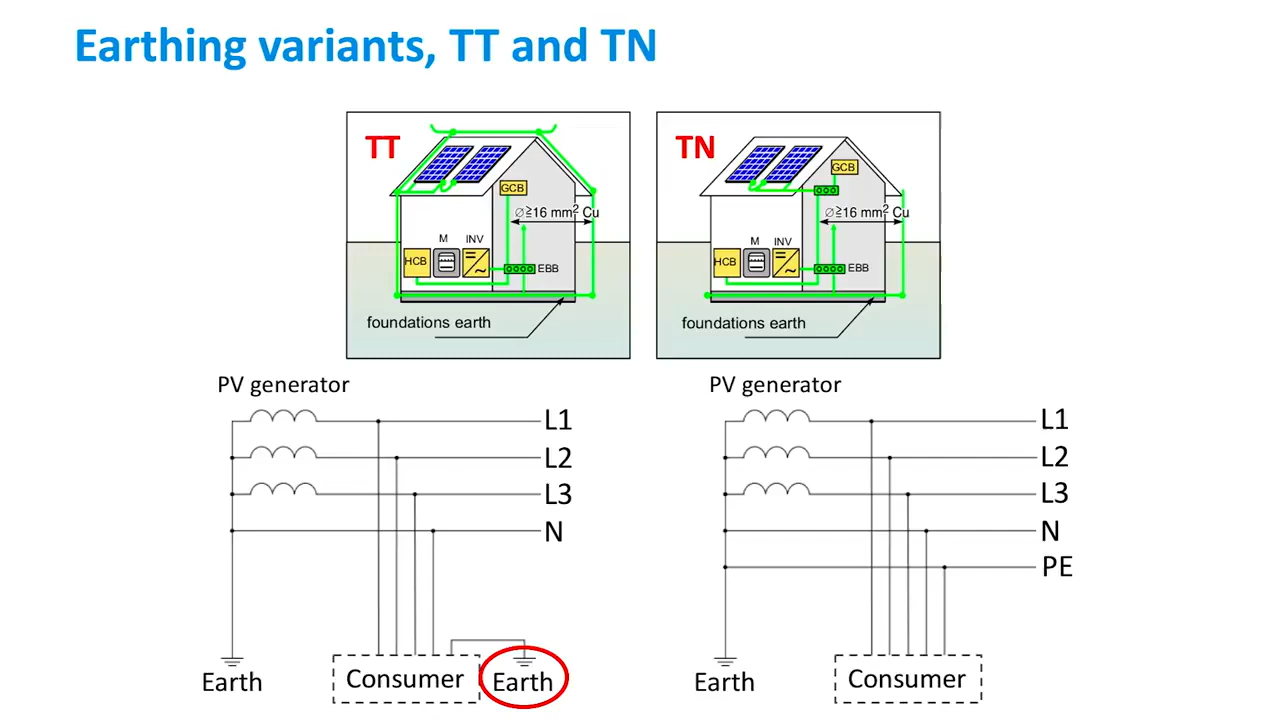 Earthing variants, TT and TN
TT
GCB
∅≥16 mm² Cu
M
INV
HCB
EBB
foundations earth
TN
GCB
∅≥16 mm² Cu
M
INV
HCB
EBB
foundations earth
PV generator
L1
L2
L3
N
Earth
Consumer
Earth
PV generator
L1
L2
L3
N
PE
Earth
Consumer